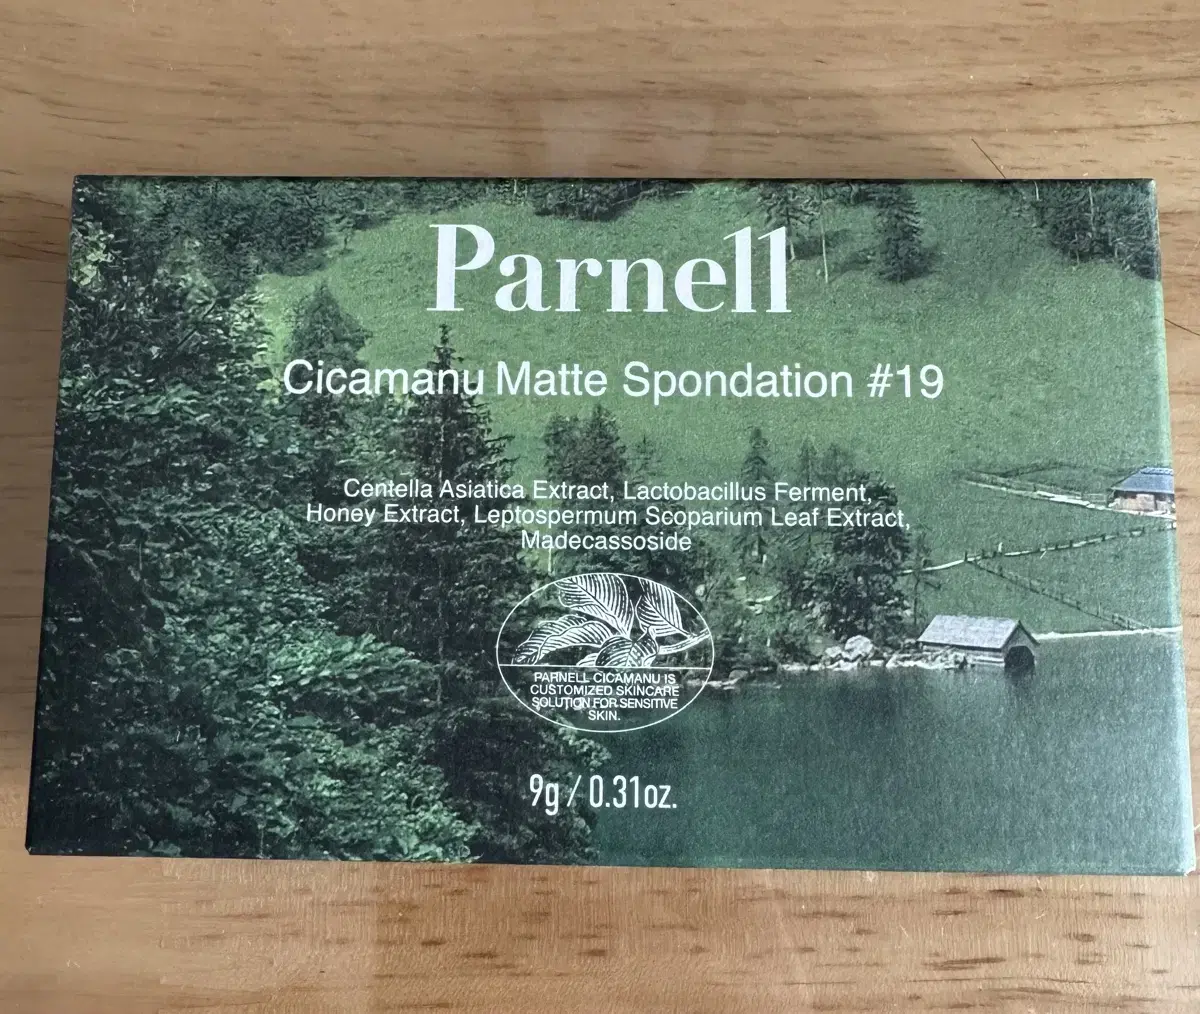 Parnell
Cicamanu Matte Spondation #19
Centella Asiatica Extract, Lactobacillus Ferment,
Honey Extract, Leptospermum Scoparium Leaf Extract,
Madecassoside
PARNELL CICAMANU IS
CUSTOMIZED SKINCARE
SOLUTION FOR SENSITIVE
SKIN.
9g / 0.31oz.